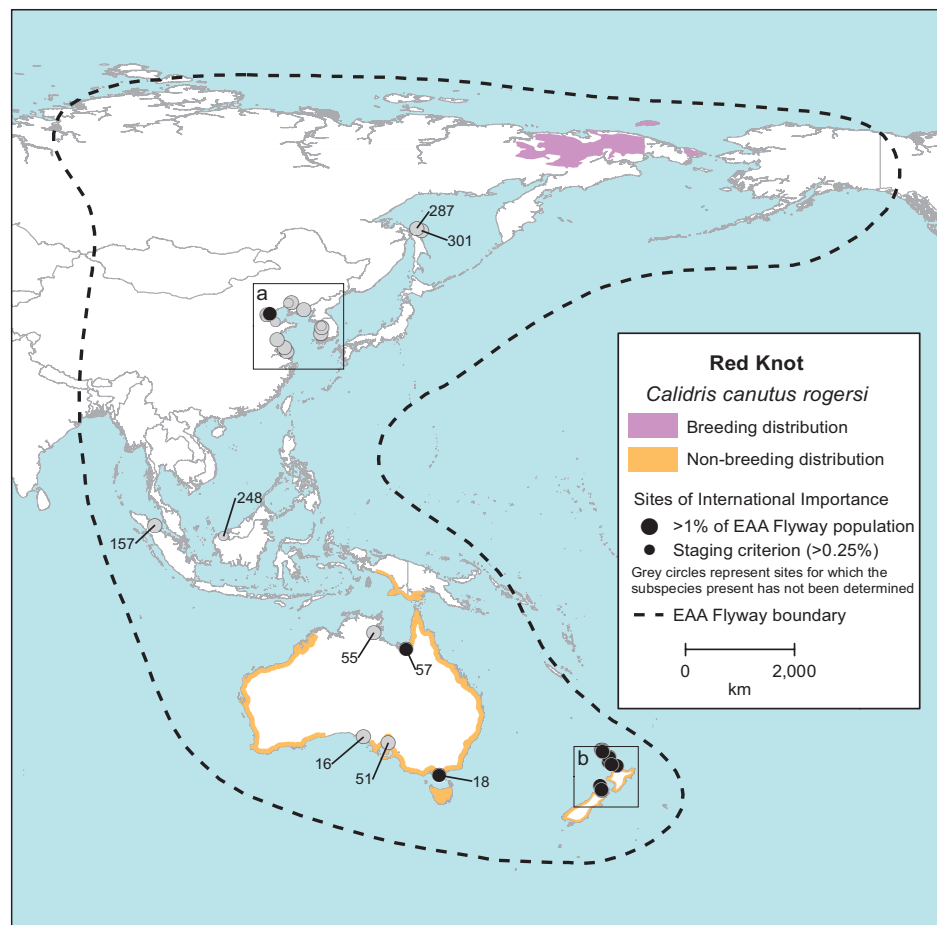 287
301
a
248
157
55
57
16
51
18
b
Red Knot
Calidris canutus rogersi
Breeding distribution
Non-breeding distribution
Sites of International Importance
>1% of EAA Flyway population
Staging criterion (>0.25%)
Grey circles represent sites for which the
subspecies present has not been determined
EAA Flyway boundary
0 2,000
km